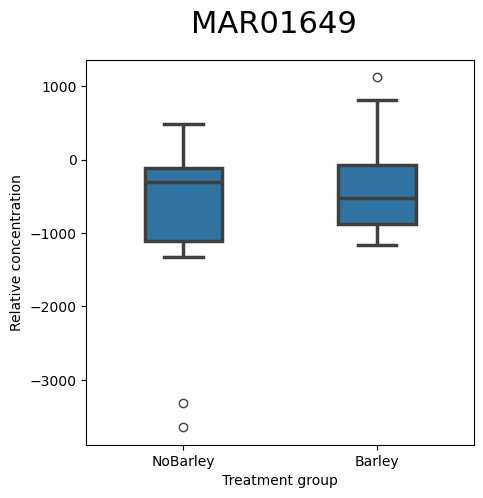 MAR01649
Relative concentration
1000
0
−1000
−2000
−3000
NoBarley
Barley
Treatment group